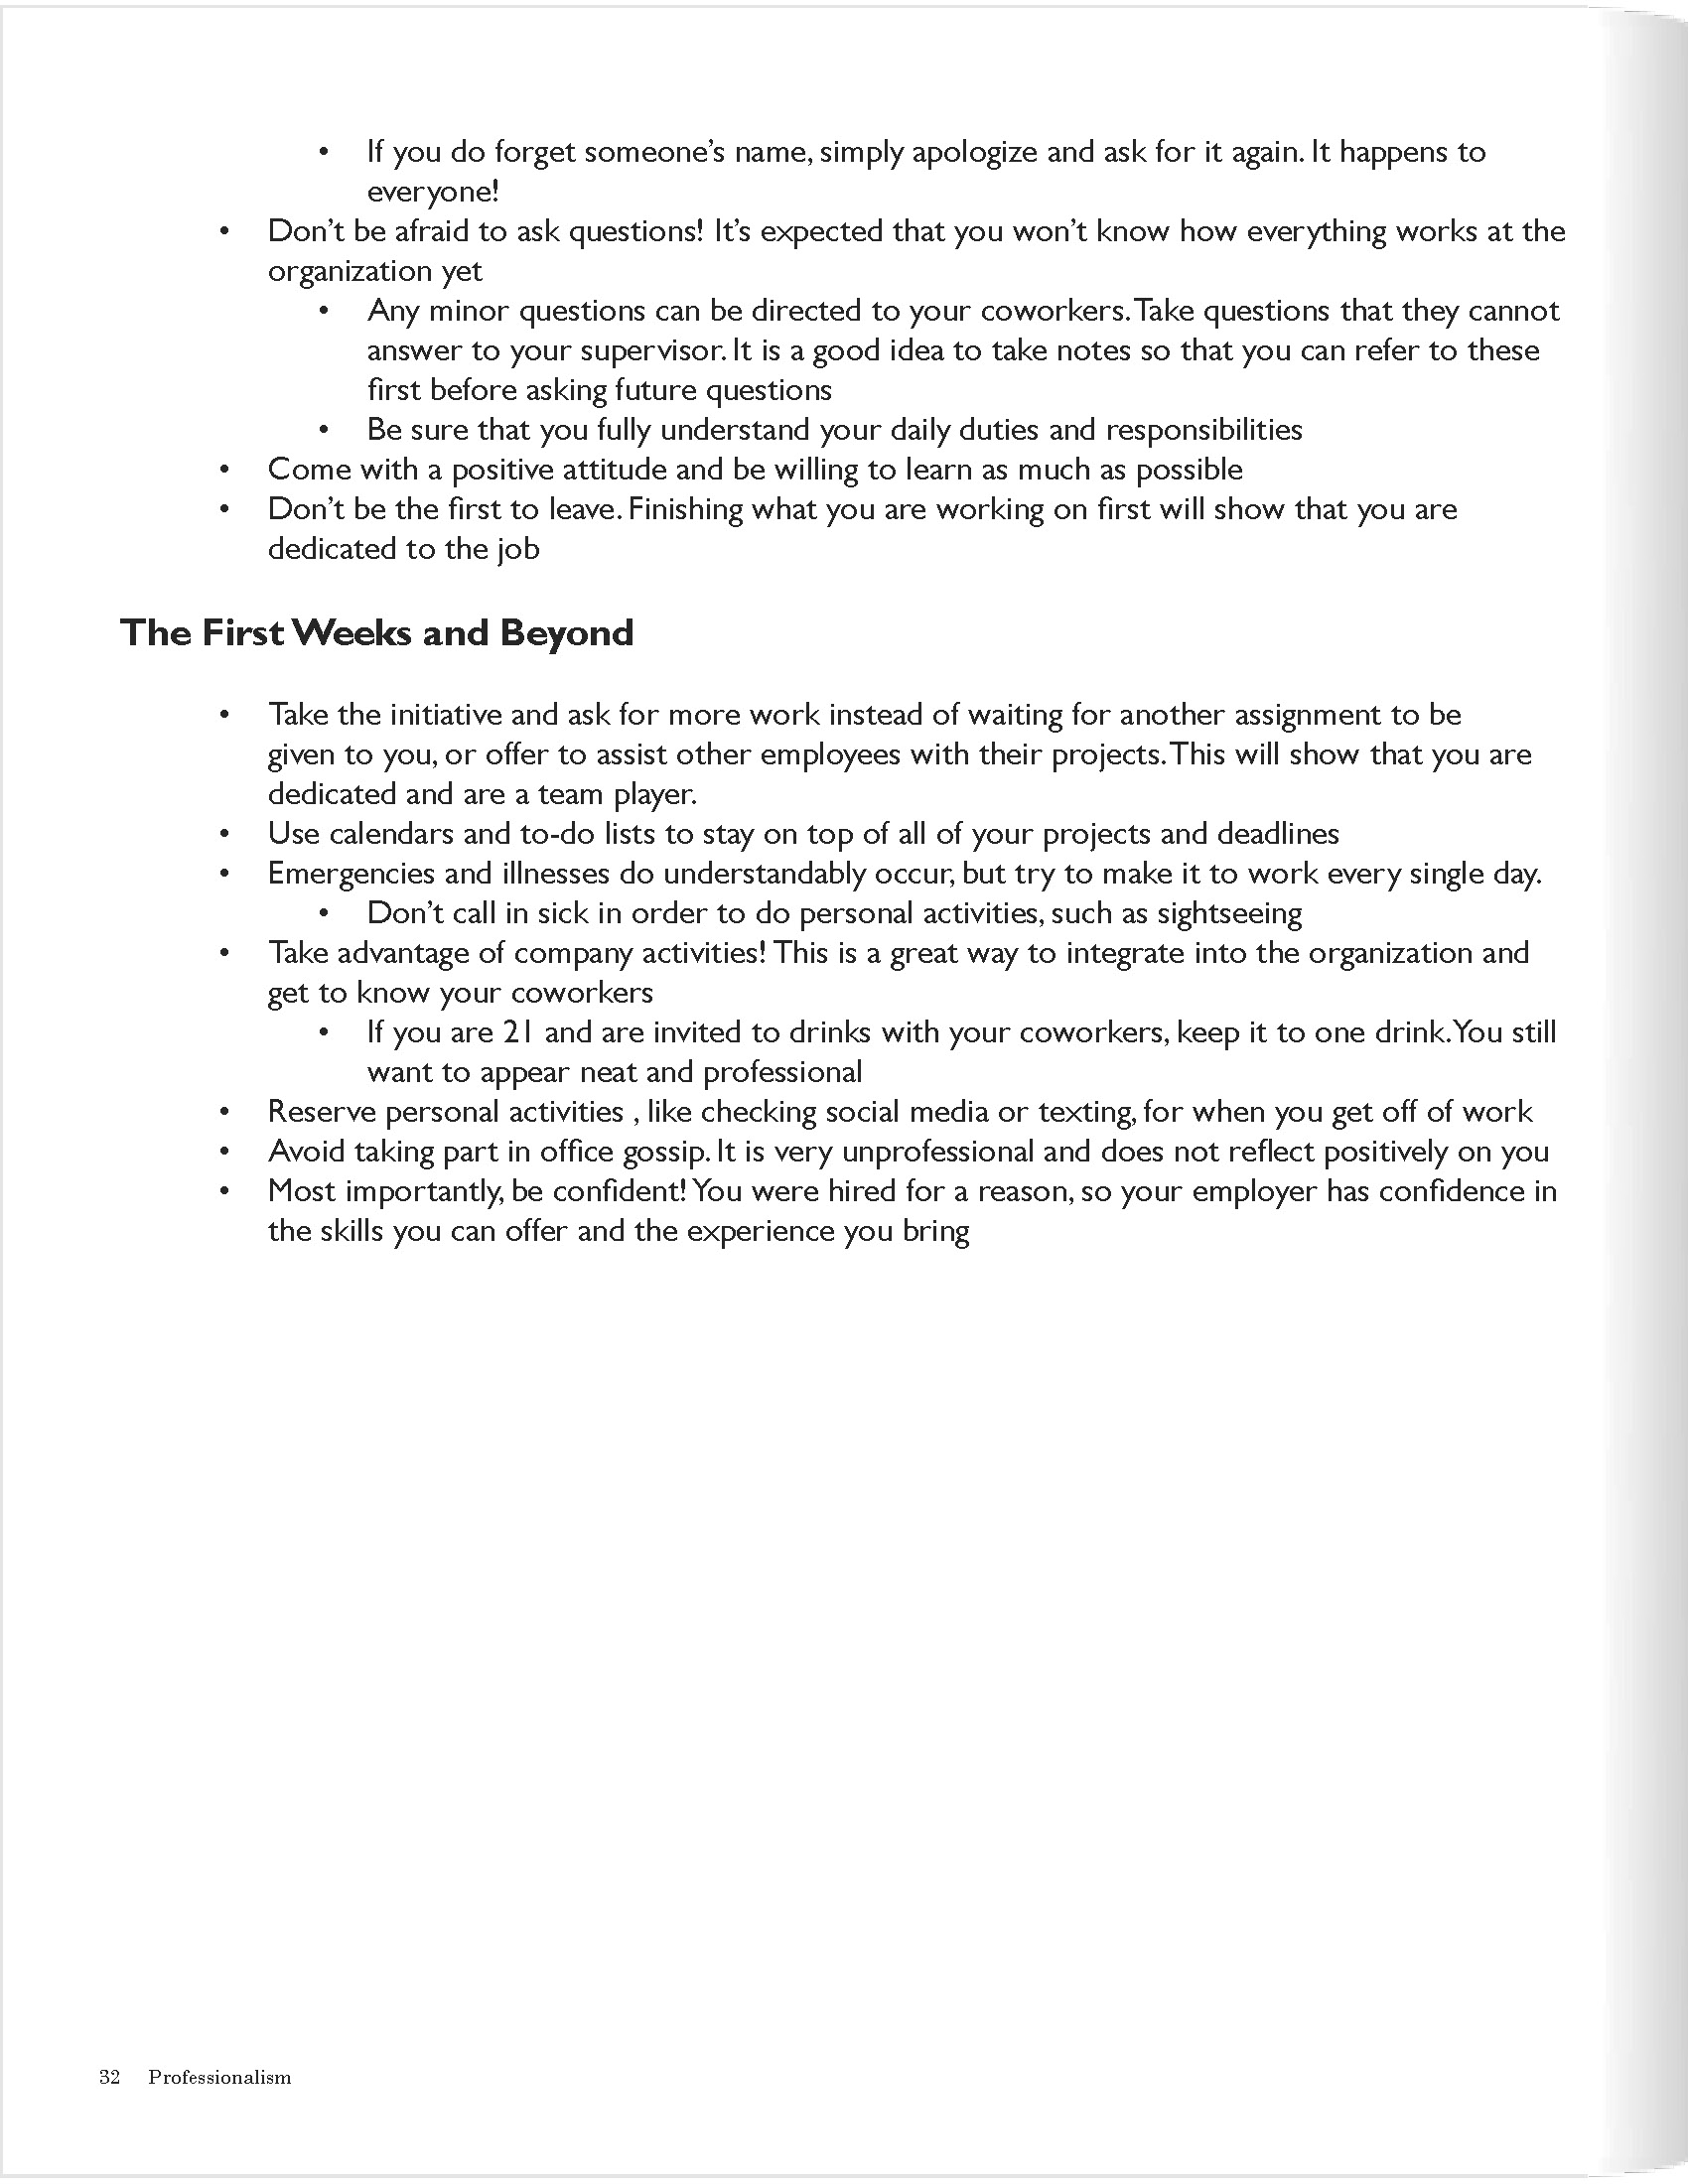 • If you do forget someone’s name, simply apologize and ask for it again. It happens to
everyone!
• Don’t be afraid to ask questions! It’s expected that you won’t know how everything works at the
organization yet
• Any minor questions can be directed to your coworkers. Take questions that they cannot
answer to your supervisor. It is a good idea to take notes so that you can refer to these
first before asking future questions
• Be sure that you fully understand your daily duties and responsibilities
• Come with a positive attitude and be willing to learn as much as possible
• Don’t be the first to leave. Finishing what you are working on first will show that you are
dedicated to the job
The First Weeks and Beyond
• Take the initiative and ask for more work instead of waiting for another assignment to be
given to you, or offer to assist other employees with their projects. This will show that you are
dedicated and are a team player.
• Use calendars and to-do lists to stay on top of all of your projects and deadlines
• Emergencies and illnesses do understandably occur, but try to make it to work every single day.
• Don’t call in sick in order to do personal activities, such as sightseeing
• Take advantage of company activities! This is a great way to integrate into the organization and
get to know your coworkers
• If you are 21 and are invited to drinks with your coworkers, keep it to one drink. You still
want to appear neat and professional
• Reserve personal activities , like checking social media or texting, for when you get off of work
• Avoid taking part in office gossip. It is very unprofessional and does not reflect positively on you
• Most importantly, be confident! You were hired for a reason, so your employer has confidence in
the skills you can offer and the experience you bring
32 Professionalism